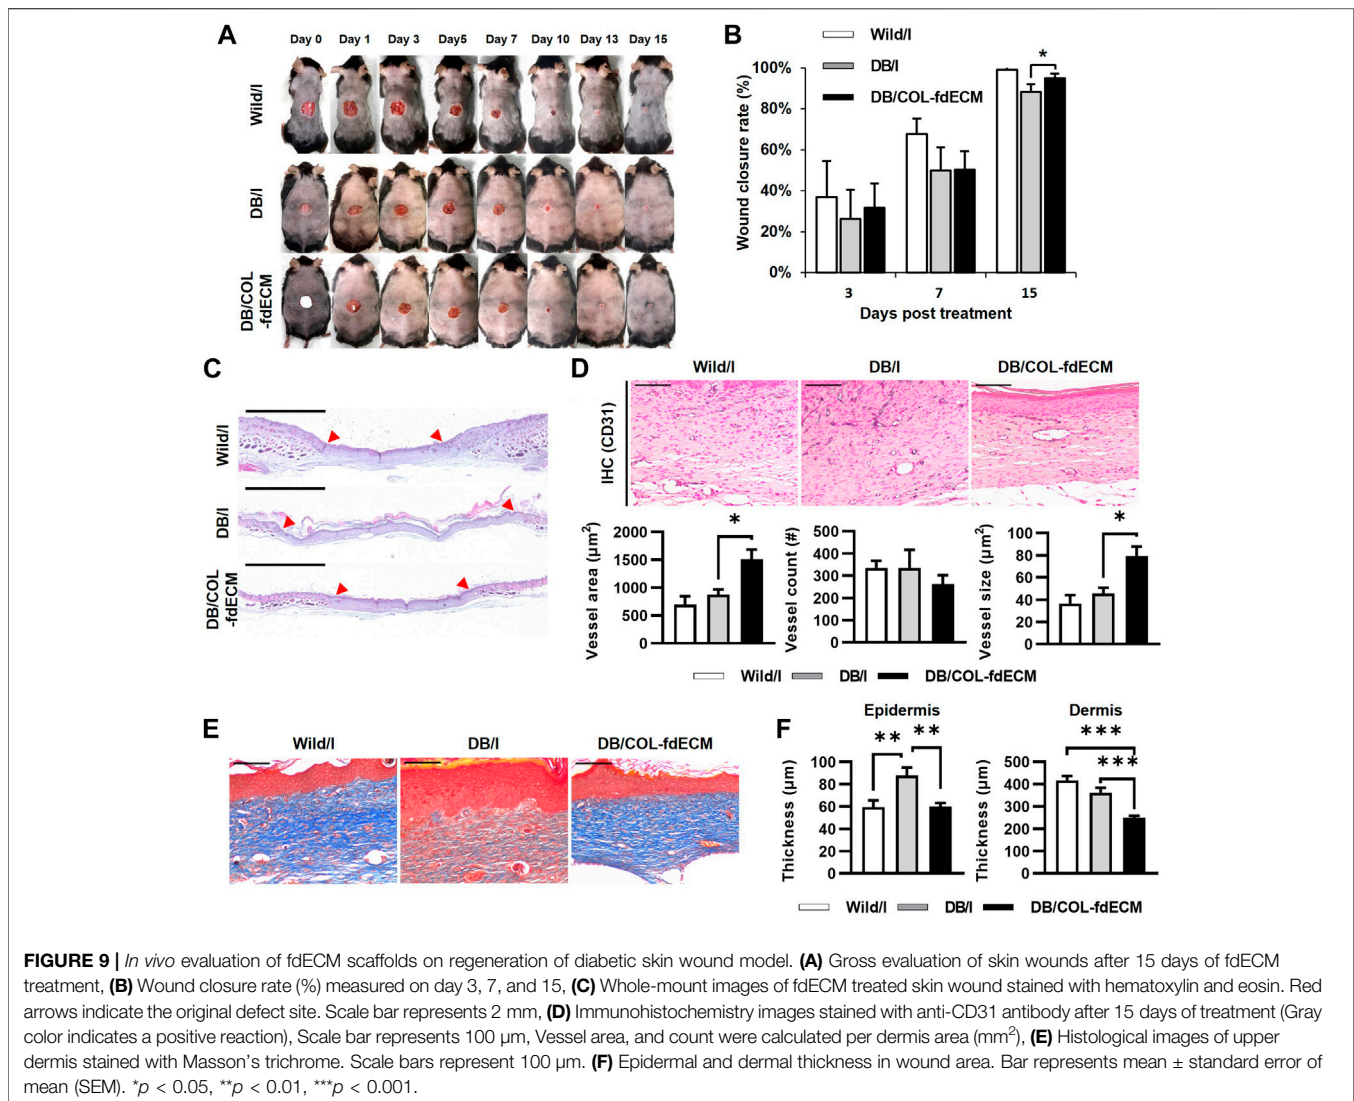 A
Day 0 Day 1 Day 3 Day5 Day 7 Day 10 Day 13 Day 15
Wild/I
DB/I
DB/COL
-fdECM
B
Wild/I
DB/I
DB/COL-fdECM
*
Wound closure rate (%)
100%
80%
60%
40%
20%
0%
3 7 15
Days post treatment
C
Wild/I
DB/I
DB/COL
-fdECM
D
Wild/I DB/I DB/COL-fdECM
IHC (CD31)
Vessel area (µm²)
2000
1500
1000
500
0
*
Vessel count (#)
500
400
300
200
100
0
Vessel size (µm²)
100
80
60
40
20
0
*
Wild/I DB/I DB/COL-fdECM
E
Wild/I DB/I DB/COL-fdECM
F
Epidermis
Thickness (µm)
100
80
60
40
20
0
** **
Dermis
Thickness (µm)
500
400
300
200
100
0
***
***
Wild/I DB/I DB/COL-fdECM
FIGURE 9 | In vivo evaluation of fdECM scaffolds on regeneration of diabetic skin wound model. (A) Gross evaluation of skin wounds after 15 days of fdECM
treatment, (B) Wound closure rate (%) measured on day 3, 7, and 15, (C) Whole-mount images of fdECM treated skin wound stained with hematoxylin and eosin. Red
arrows indicate the original defect site. Scale bar represents 2 mm, (D) Immunohistochemistry images stained with anti-CD31 antibody after 15 days of treatment (Gray
color indicates a positive reaction), Scale bar represents 100 µm, Vessel area, and count were calculated per dermis area (mm²), (E) Histological images of upper
dermis stained with Masson's trichrome. Scale bars represent 100 µm. (F) Epidermal and dermal thickness in wound area. Bar represents mean ± standard error of
mean (SEM). *p < 0.05, **p < 0.01, ***p < 0.001.